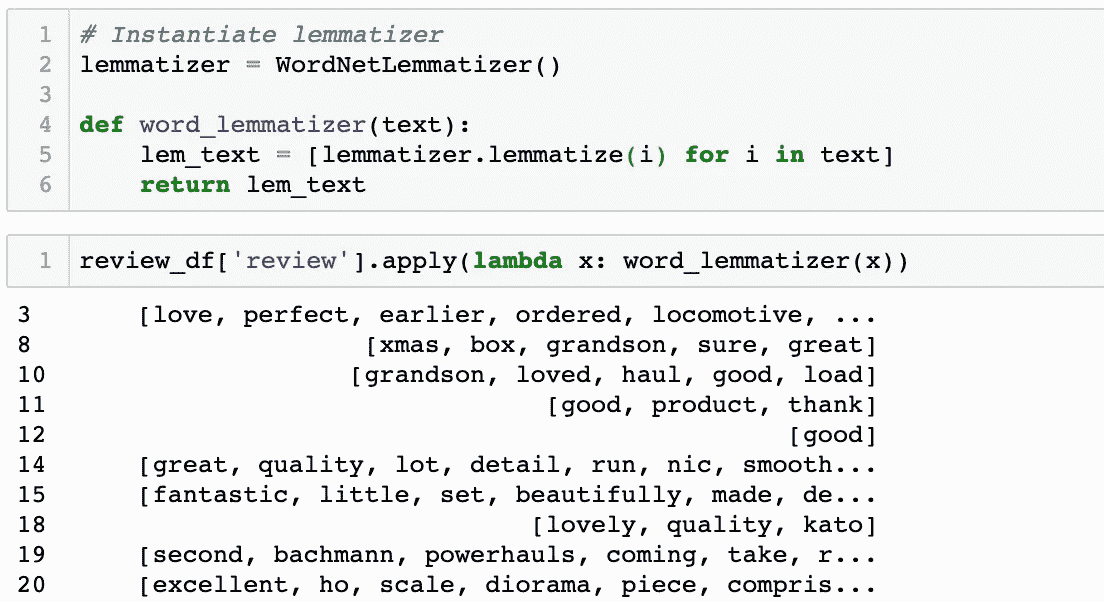 1 # Instantiate lemmatizer
2 lemmatizer = WordNetLemmatizer()
3
4 def word_lemmatizer(text):
5     lem_text = [lemmatizer.lemmatize(i) for i in text]
6     return lem_text
1 review_df['review'].apply(lambda x: word_lemmatizer(x))
3 [love, perfect, earlier, ordered, locomotive, ...
8 [xmas, box, grandson, sure, great]
10 [grandson, loved, haul, good, load]
11 [good, product, thank]
12 [good]
14 [great, quality, lot, detail, run, nic, smooth...
15 [fantastic, little, set, beautifully, made, de...
18 [lovely, quality, kato]
19 [second, bachmann, powerhauls, coming, take, r...
20 [excellent, ho, scale, diorama, piece, compris...